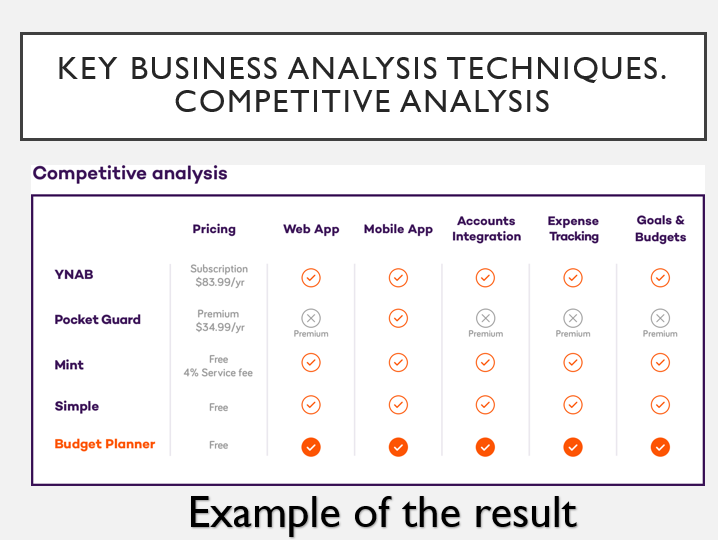 KEY BUSINESS ANALYSIS TECHNIQUES.
COMPETITIVE ANALYSIS
Competitive analysis
Pricing Web App Mobile App Accounts Integration Expense Tracking Goals & Budgets
YNAB Subscription $83.99/yr
Pocket Guard Premium $34.99/yr Premium Premium Premium Premium
Mint Free 4% Service fee
Simple Free
Budget Planner Free
Example of the result